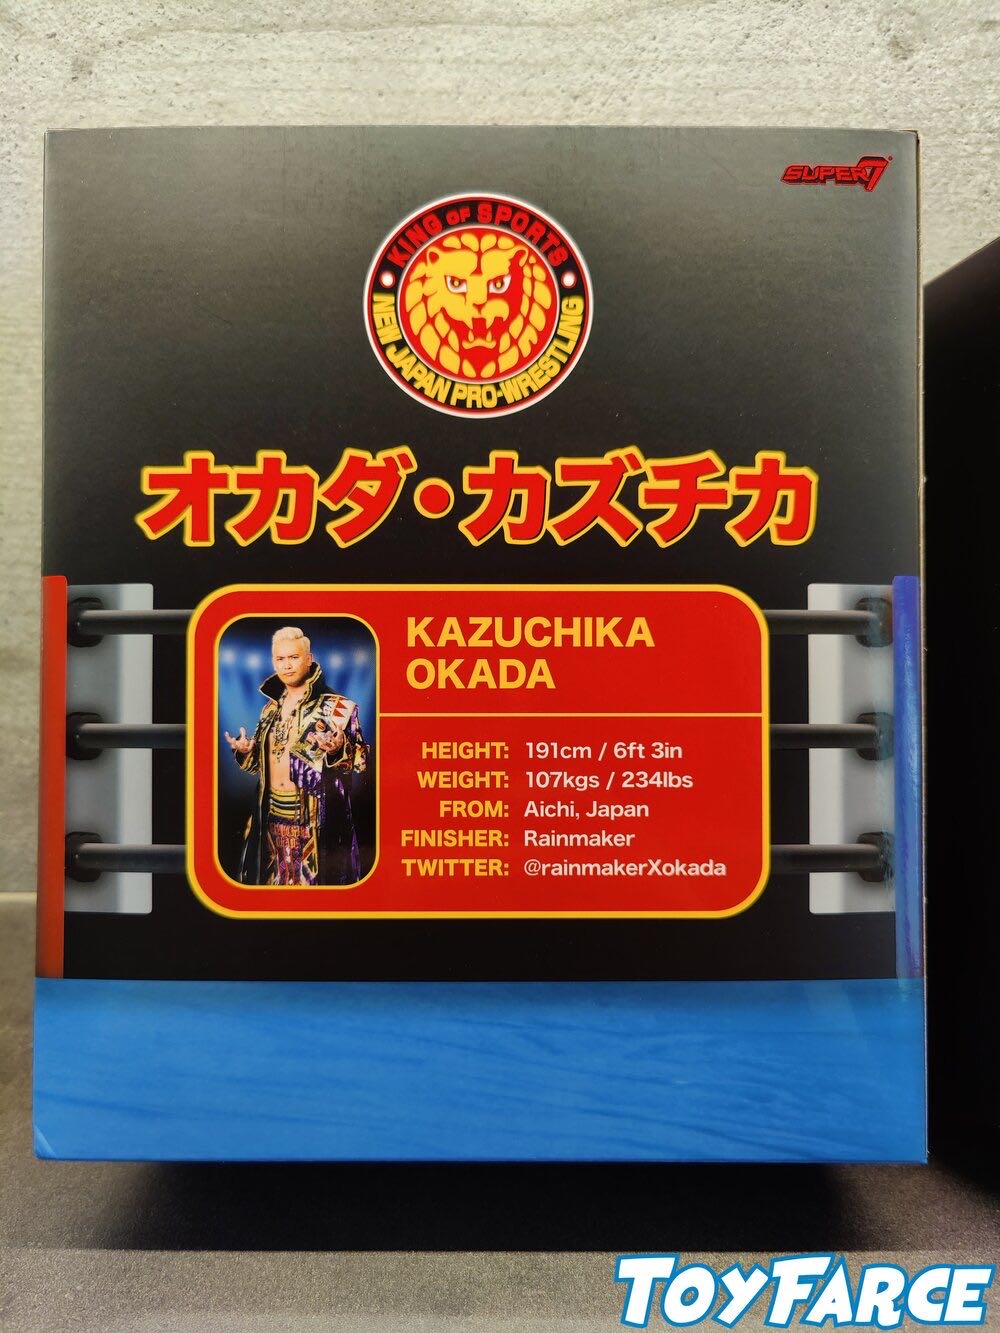 SUPER7
KING OF SPORTS
NEW JAPAN PRO-WRESTLING
オカダ・カズチカ
KAZUCHIKA
OKADA
HEIGHT: 191cm / 6ft 3in
WEIGHT: 107kgs / 234lbs
FROM: Aichi, Japan
FINISHER: Rainmaker
TWITTER: @rainmakerXokada
TOYFARCE